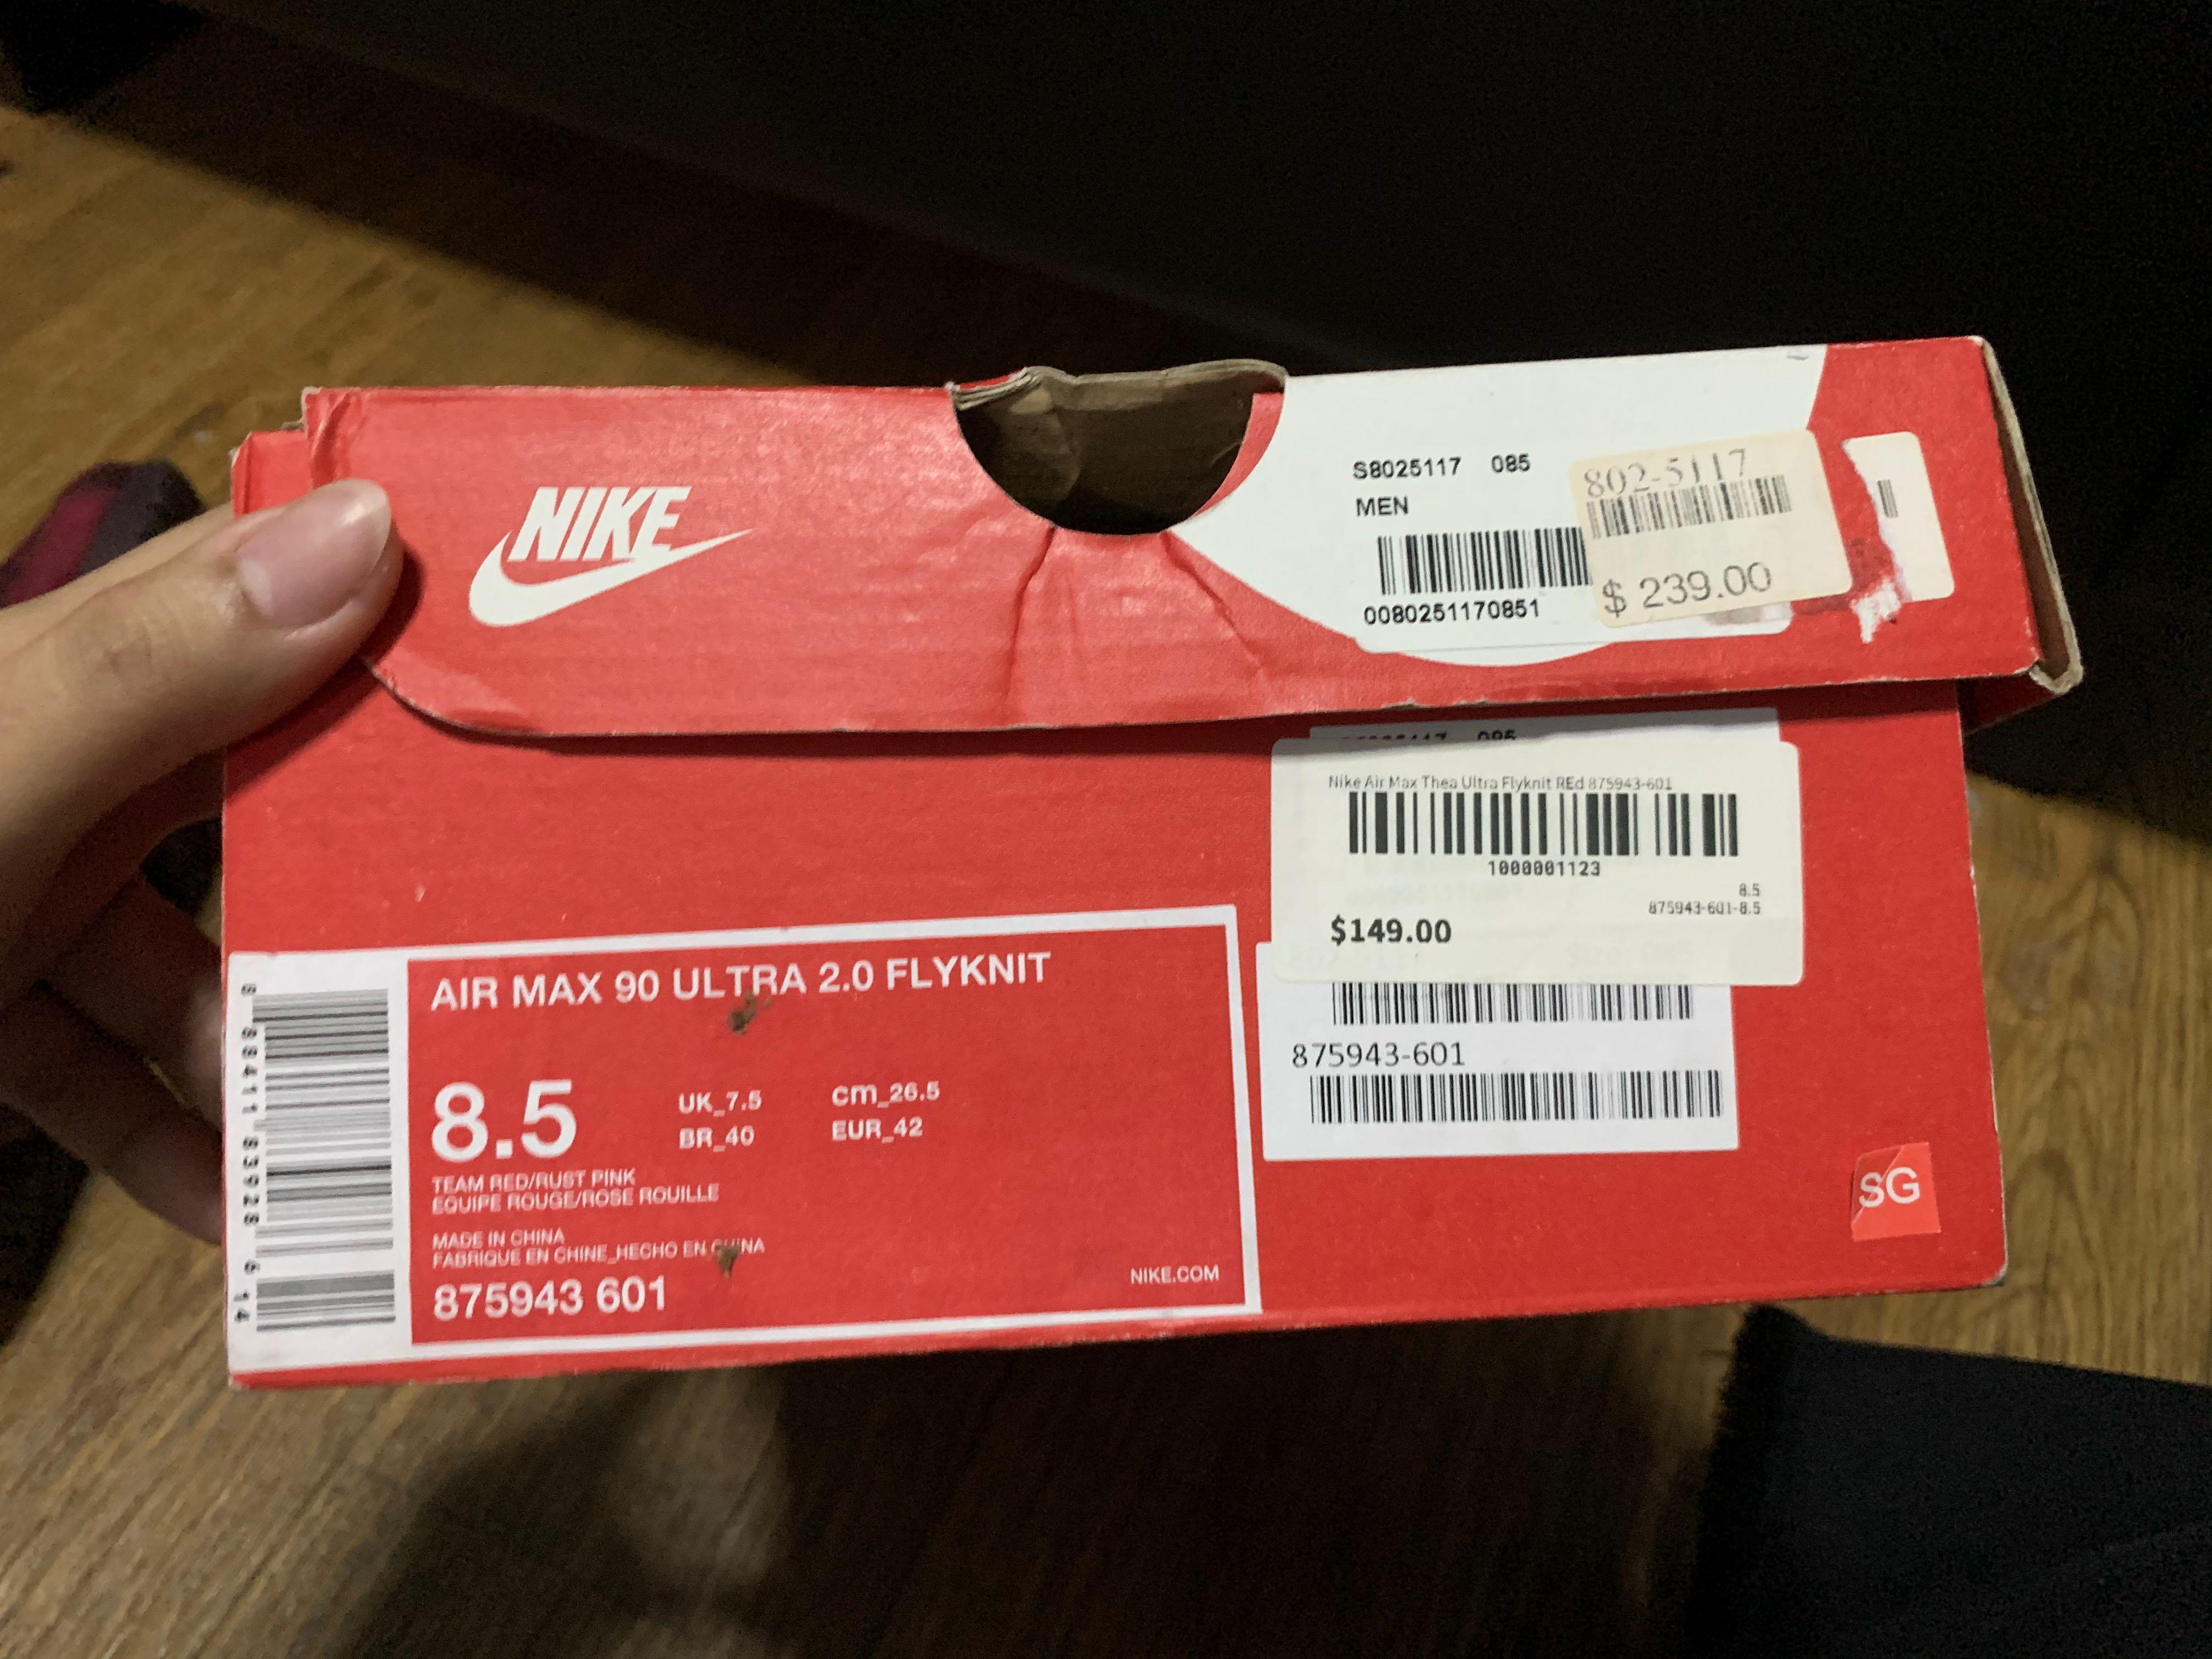 NIKE
S8025117 085
MEN
0080251170851
802-5117
$ 239.00
085
Nike Air Max Thea Ultra Flyknit REd 875943-601
1000001123
8.5
875943-601-8.5
$149.00
875943-601
AIR MAX 90 ULTRA 2.0 FLYKNIT
8.5
UK_7.5 cm_26.5
BR_40 EUR_42
TEAM RED/RUST PINK
EQUIPE ROUGE/ROSE ROUILLE
MADE IN CHINA
FABRIQUE EN CHINE_HECHO EN CHINA
875943 601
NIKE.COM
SG